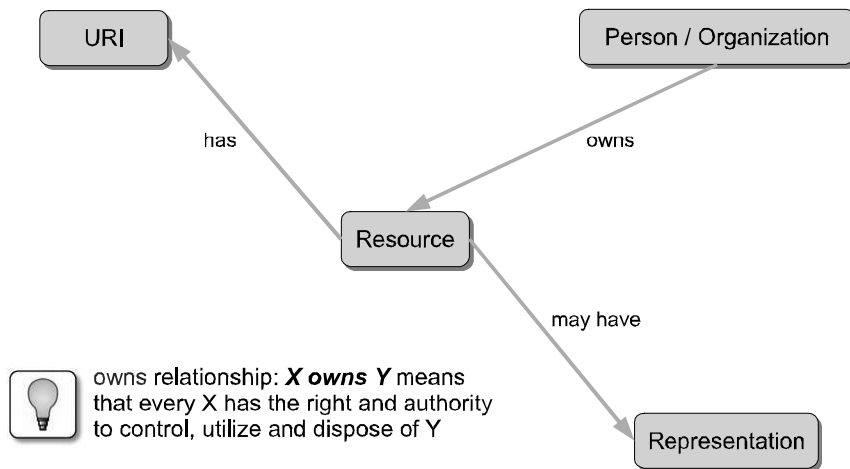 URI
Person / Organization
has
owns
Resource
may have
owns relationship: X owns Y means
that every X has the right and authority
to control, utilize and dispose of Y
Representation